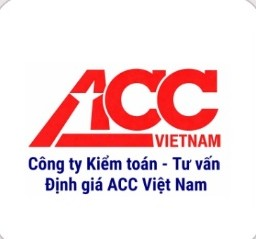 ACC
VIETNAM
Công ty Kiểm toán - Tư vấn
Định giá ACC Việt Nam